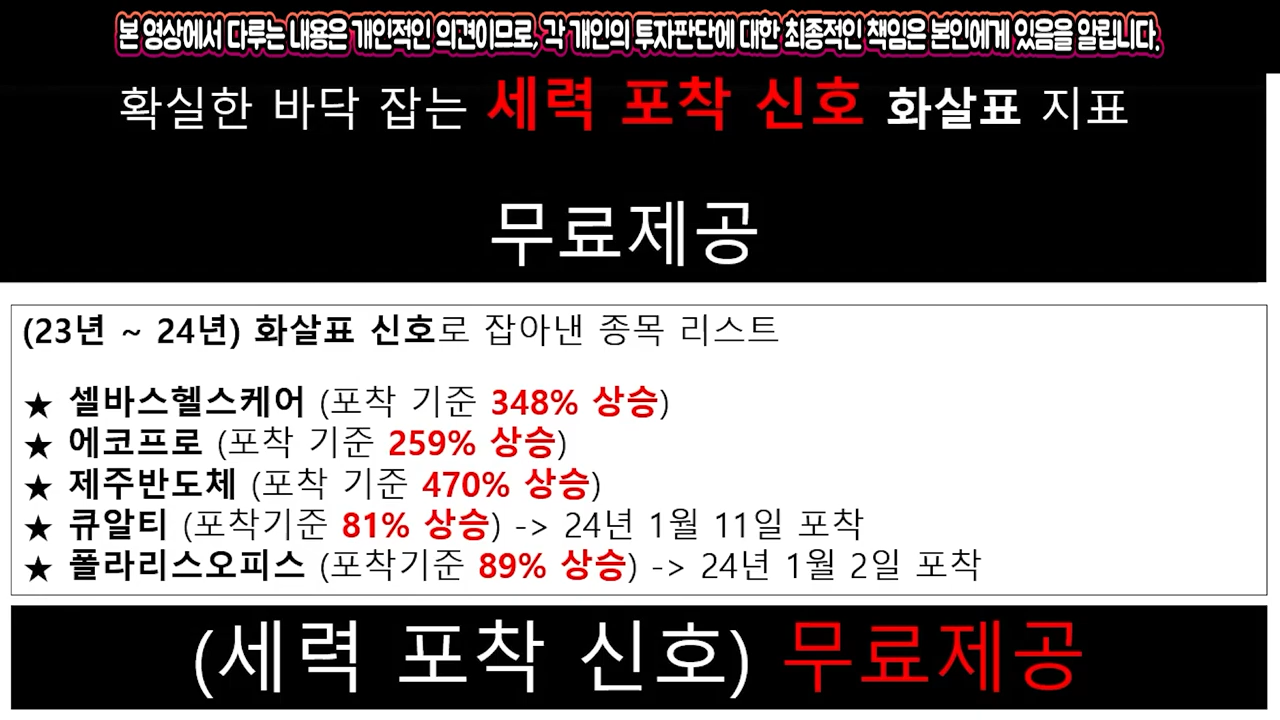 본 영상에서 다루는 내용은 개인적인 의견이므로, 각 개인의 투자판단에 대한 최종적인 책임은 본인에게 있음을 알립니다.
확실한 바닥 잡는 세력 포착 신호 화살표 지표
무료제공
(23년 ~ 24년) 화살표 신호로 잡아낸 종목 리스트
★ 셀바스헬스케어 (포착 기준 348% 상승)
★ 에코프로 (포착 기준 259% 상승)
★ 제주반도체 (포착 기준 470% 상승)
★ 큐알티 (포착기준 81% 상승) -> 24년 1월 11일 포착
★ 폴라리스오피스 (포착기준 89% 상승) -> 24년 1월 2일 포착
(세력 포착 신호) 무료제공